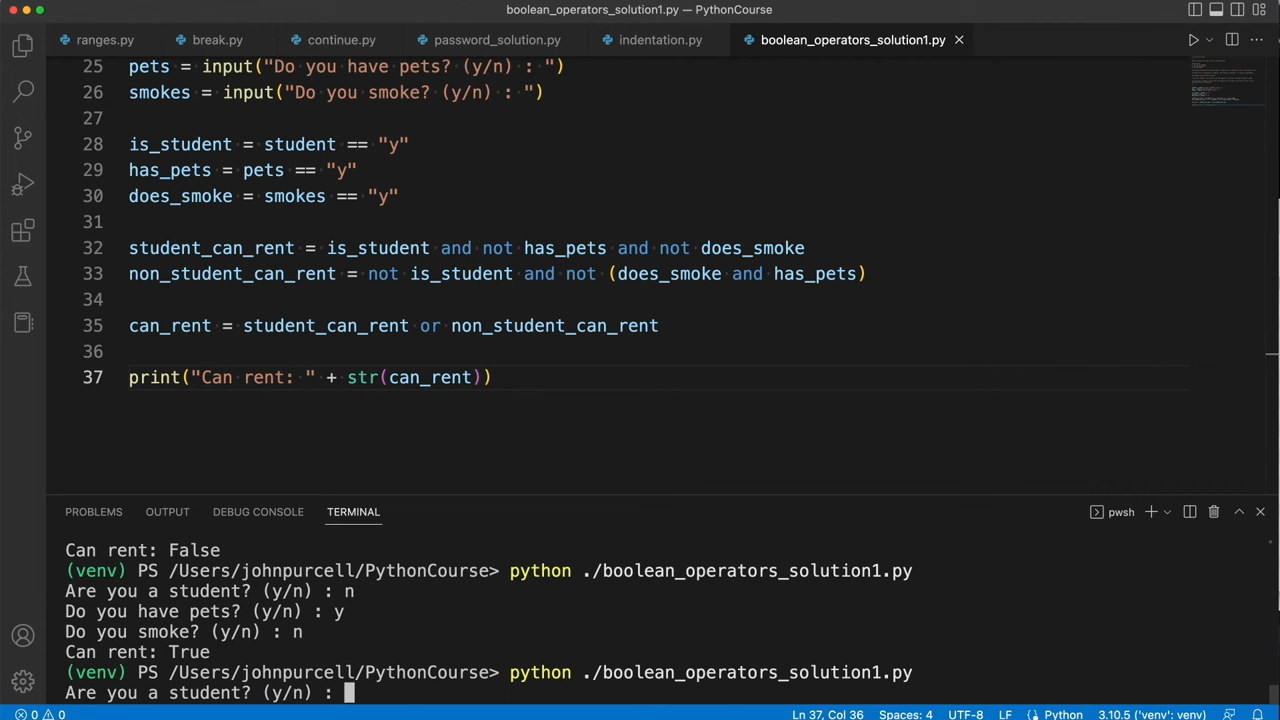 boolean_operators_solution1.py — PythonCourse
ranges.py break.py continue.py password_solution.py indentation.py boolean_operators_solution1.py
25 pets = input("Do you have pets? (y/n) : ")
26 smokes = input("Do you smoke? (y/n) : ")
27
28 is_student = student == "y"
29 has_pets = pets == "y"
30 does_smoke = smokes == "y"
31
32 student_can_rent = is_student and not has_pets and not does_smoke
33 non_student_can_rent = not is_student and not (does_smoke and has_pets)
34
35 can_rent = student_can_rent or non_student_can_rent
36
37 print("Can rent: " + str(can_rent))
PROBLEMS OUTPUT DEBUG CONSOLE TERMINAL pwsh
Can rent: False
(venv) PS /Users/johnpurcell/PythonCourse> python ./boolean_operators_solution1.py
Are you a student? (y/n) : n
Do you have pets? (y/n) : y
Do you smoke? (y/n) : n
Can rent: True
(venv) PS /Users/johnpurcell/PythonCourse> python ./boolean_operators_solution1.py
Are you a student? (y/n) :
0 0 Ln 37, Col 36 Spaces: 4 UTF-8 LF Python 3.10.5 ('venv': venv)